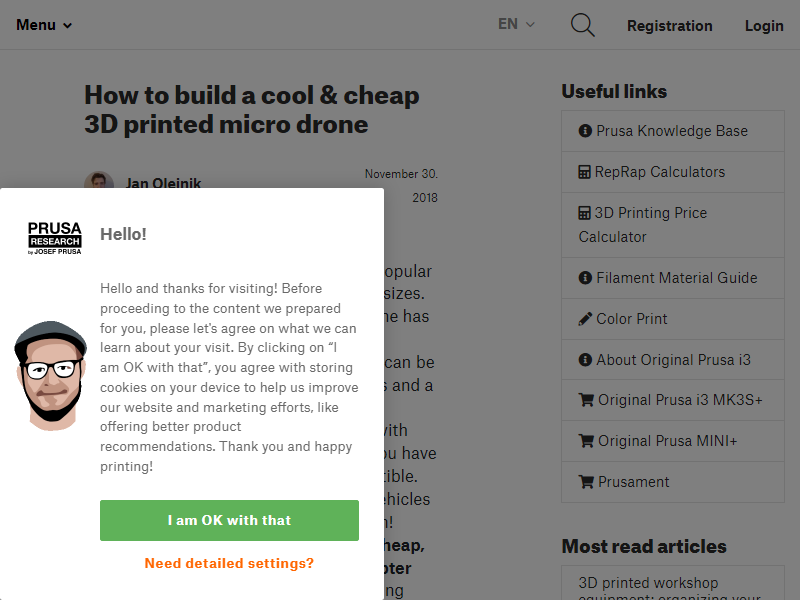 Menu
EN
Registration
Login
How to build a cool & cheap
3D printed micro drone
Jan Olejnik
November 30.
2018
opular
sizes.
ne has
can be
s and a
with
ou have
tible.
ehicles
n!
heap,
pter
ng
PRUSA
RESEARCH
by JOSEF PRUSA
Hello!
Hello and thanks for visiting! Before
proceeding to the content we prepared
for you, please let's agree on what we can
learn about your visit. By clicking on “I
am OK with that”, you agree with storing
cookies on your device to help us improve
our website and marketing efforts, like
offering better product
recommendations. Thank you and happy
printing!
I am OK with that
Need detailed settings?
Useful links
Prusa Knowledge Base
RepRap Calculators
3D Printing Price
Calculator
Filament Material Guide
Color Print
About Original Prusa i3
Original Prusa i3 MK3S+
Original Prusa MINI+
Prusament
Most read articles
3D printed workshop
equipment: organizing your